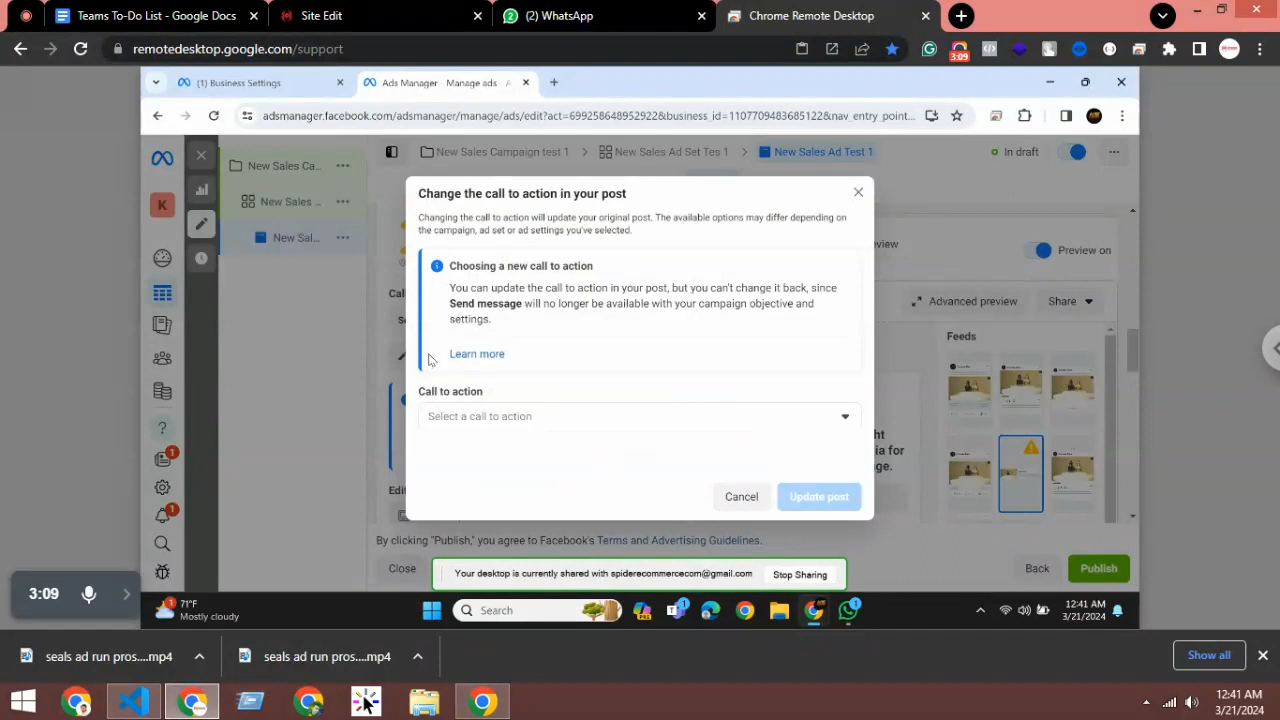 Teams To-Do List - Google Docs
Site Edit
(2) WhatsApp
Chrome Remote Desktop
remotedesktop.google.com/support
3:09
(1) Business Settings
Ads Manager - Manage ads - A
adsmanager.facebook.com/adsmanager/manage/ads/edit?act=699258648952922&business_id=1107709483685122&nav_entry_point...
New Sales Ca...
New Sales Campaign test 1
New Sales Ad Set Tes 1
New Sales Ad Test 1
In draft
K
New Sales ...
New Sal...
Change the call to action in your post
Changing the call to action will update your original post. The available options may differ depending on
the campaign, ad set or ad settings you've selected.
Preview on
Choosing a new call to action
You can update the call to action in your post, but you can't change it back, since
Send message will no longer be available with your campaign objective and
settings.
Learn more
Advanced preview
Share
Feeds
Call to action
Select a call to action
Cancel
Update post
By clicking "Publish," you agree to Facebook's Terms and Advertising Guidelines.
Close
Back
Publish
Your desktop is currently shared with spiderecommercecom@gmail.com
Stop Sharing
3:09
71°F
Mostly cloudy
Search
12:41 AM
3/21/2024
seals ad run pros....mp4
seals ad run pros....mp4
Show all
12:41 AM
3/21/2024